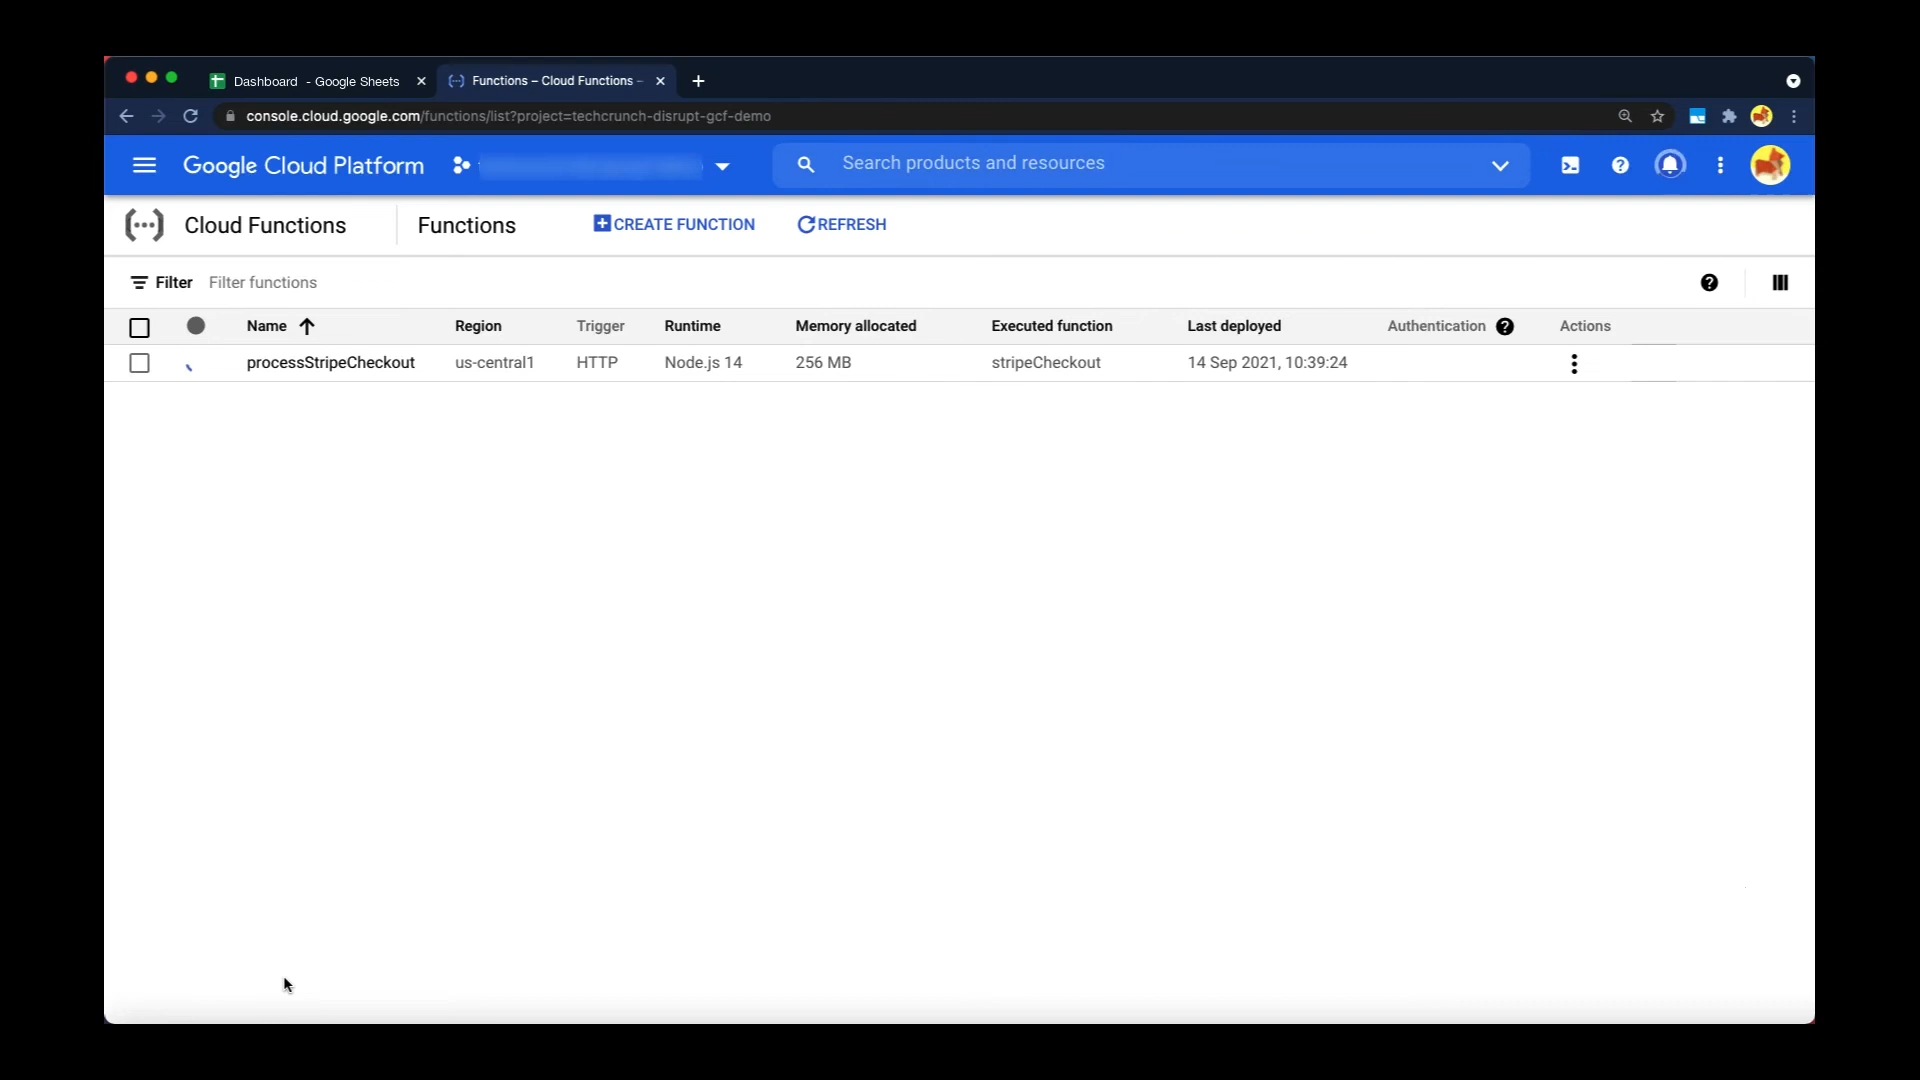 Dashboard - Google Sheets
Functions – Cloud Functions –
console.cloud.google.com/functions/list?project=techcrunch-disrupt-gcf-demo
Google Cloud Platform
Search products and resources
Cloud Functions
Functions
CREATE FUNCTION
REFRESH
Filter Filter functions
Name Region Trigger Runtime Memory allocated Executed function Last deployed Authentication Actions
processStripeCheckout us-central1 HTTP Node.js 14 256 MB stripeCheckout 14 Sep 2021, 10:39:24